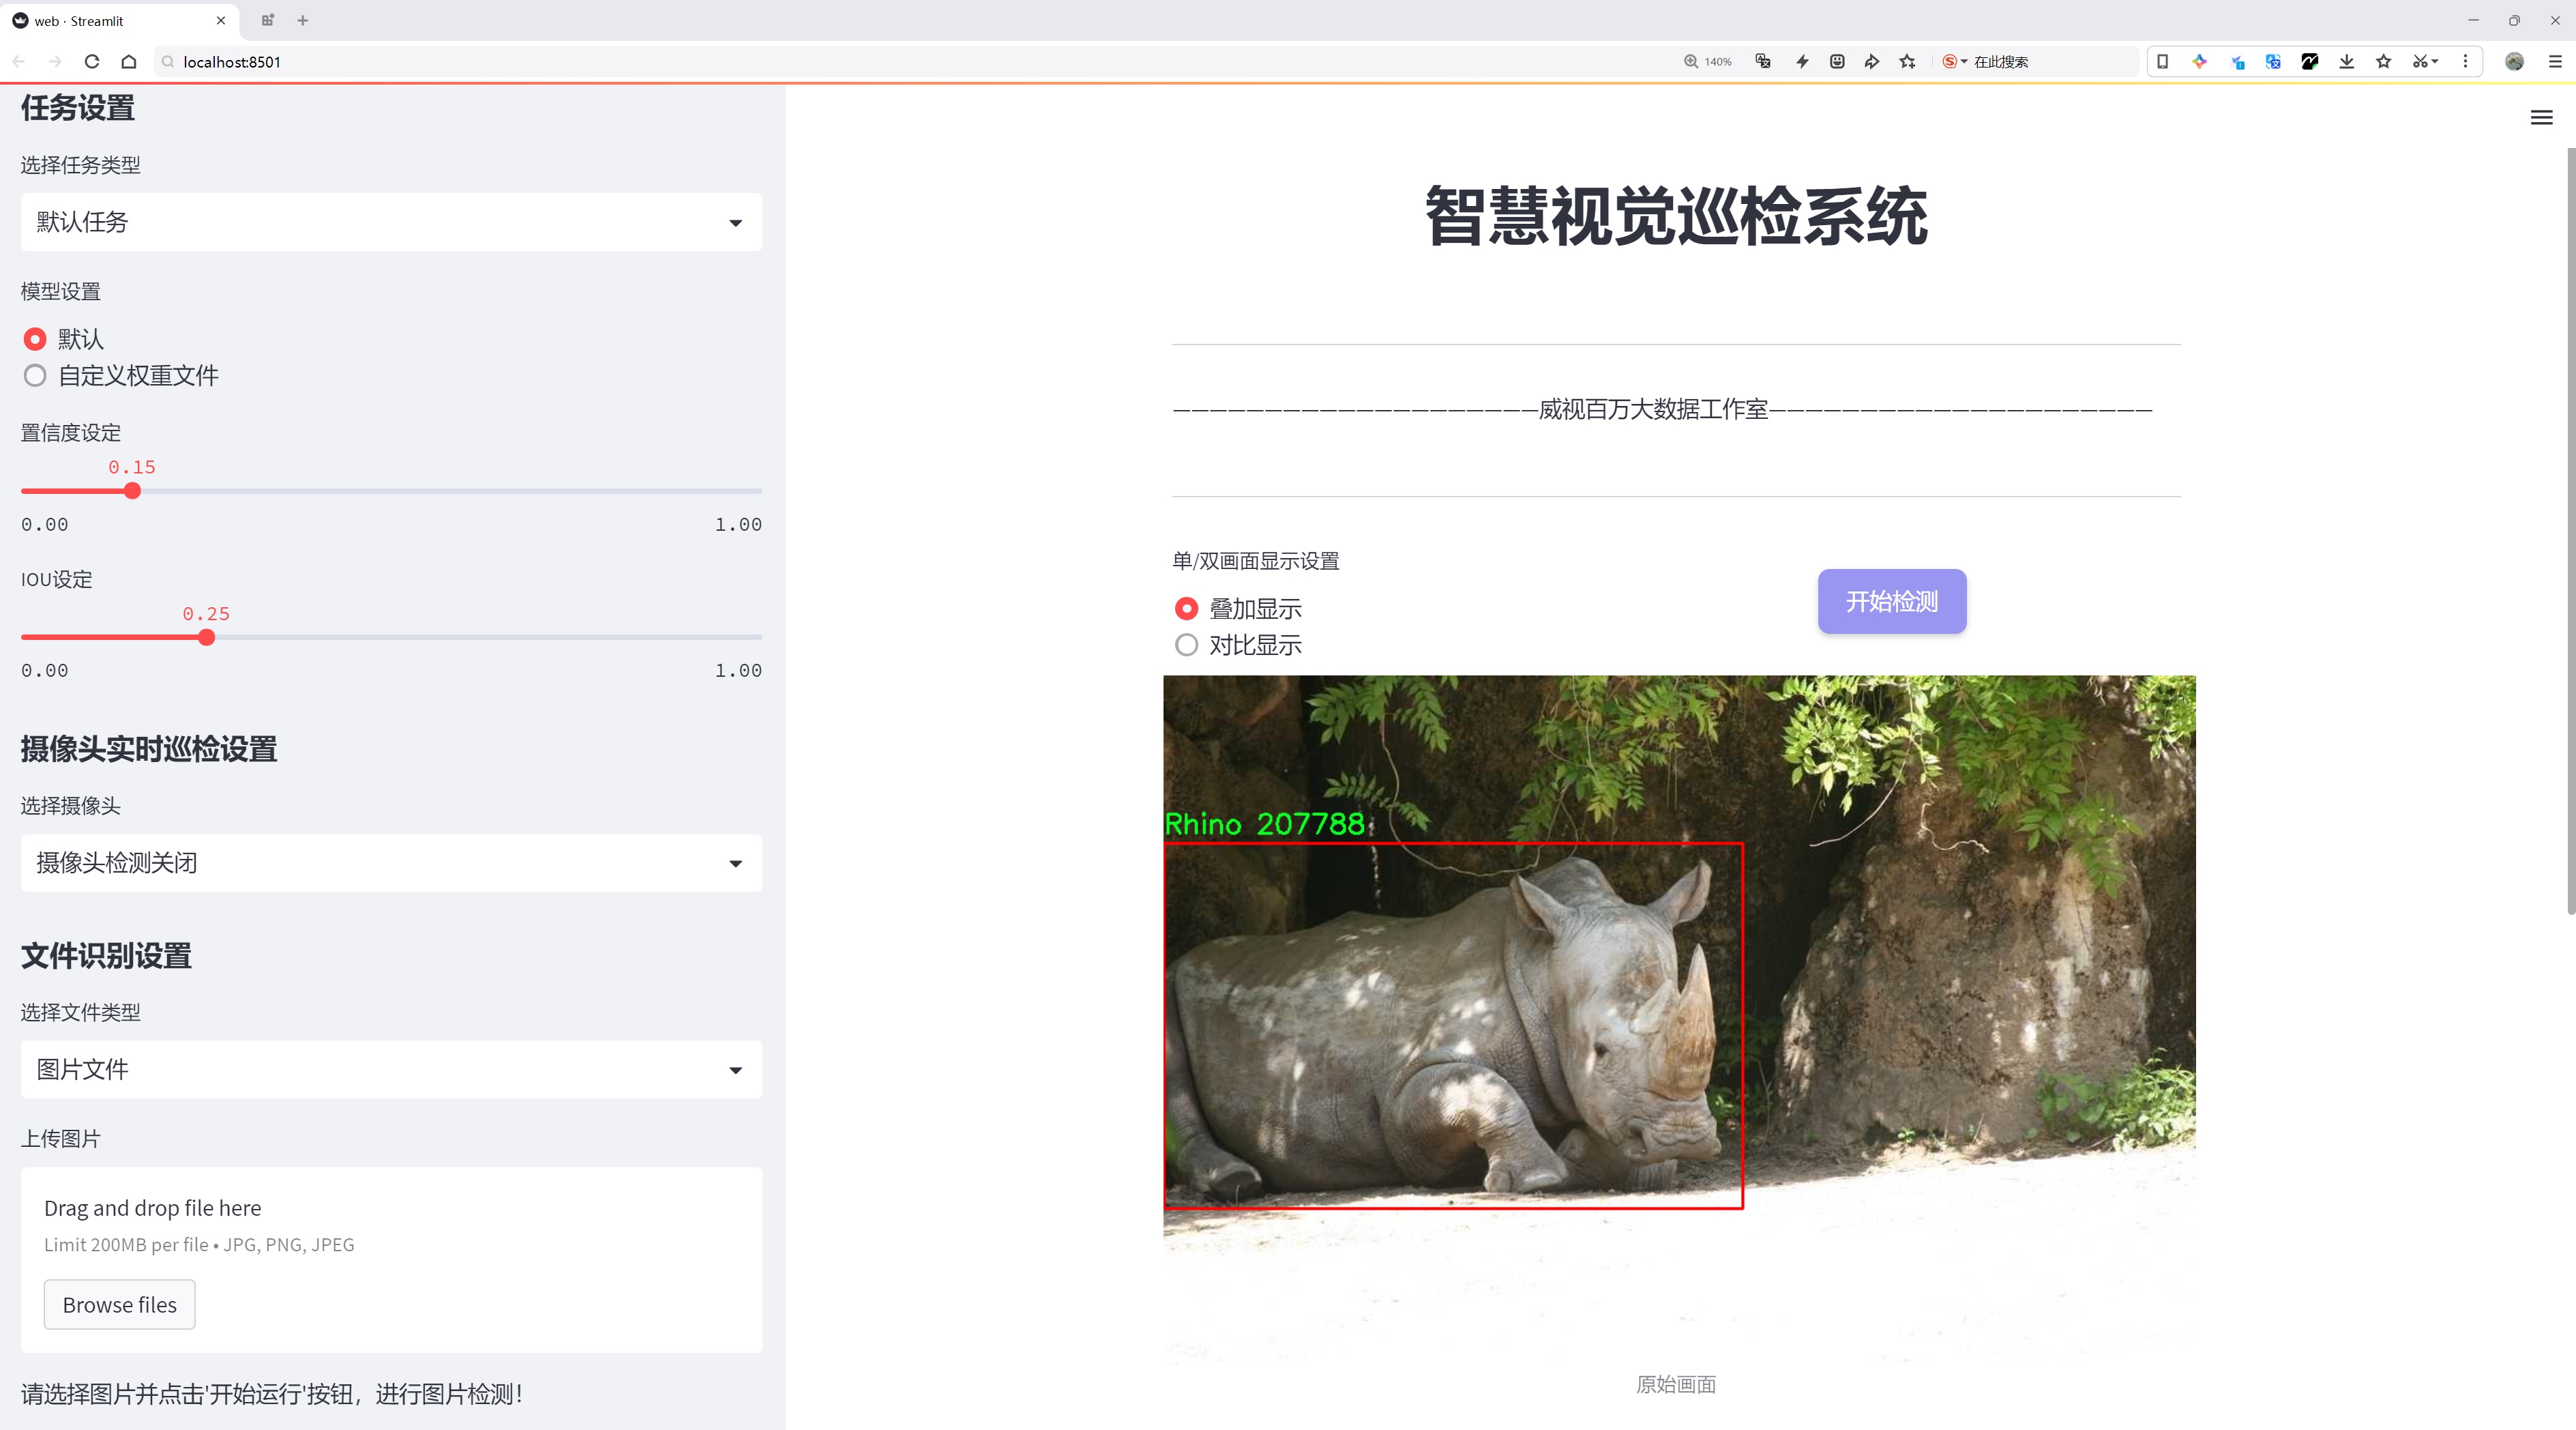 web · Streamlit
localhost:8501
140%
在此搜索
任务设置
选择任务类型
默认任务
模型设置
默认
自定义权重文件
置信度设定
0.15
0.00
1.00
IOU设定
0.25
0.00
1.00
摄像头实时巡检设置
选择摄像头
摄像头检测关闭
文件识别设置
选择文件类型
图片文件
上传图片
Drag and drop file here
Limit 200MB per file • JPG, PNG, JPEG
Browse files
请选择图片并点击'开始运行'按钮，进行图片检测！
智慧视觉巡检系统
————————————————————威视百万大数据工作室—————————————————————
单/双画面显示设置
叠加显示
对比显示
开始检测
Rhino 207788
原始画面